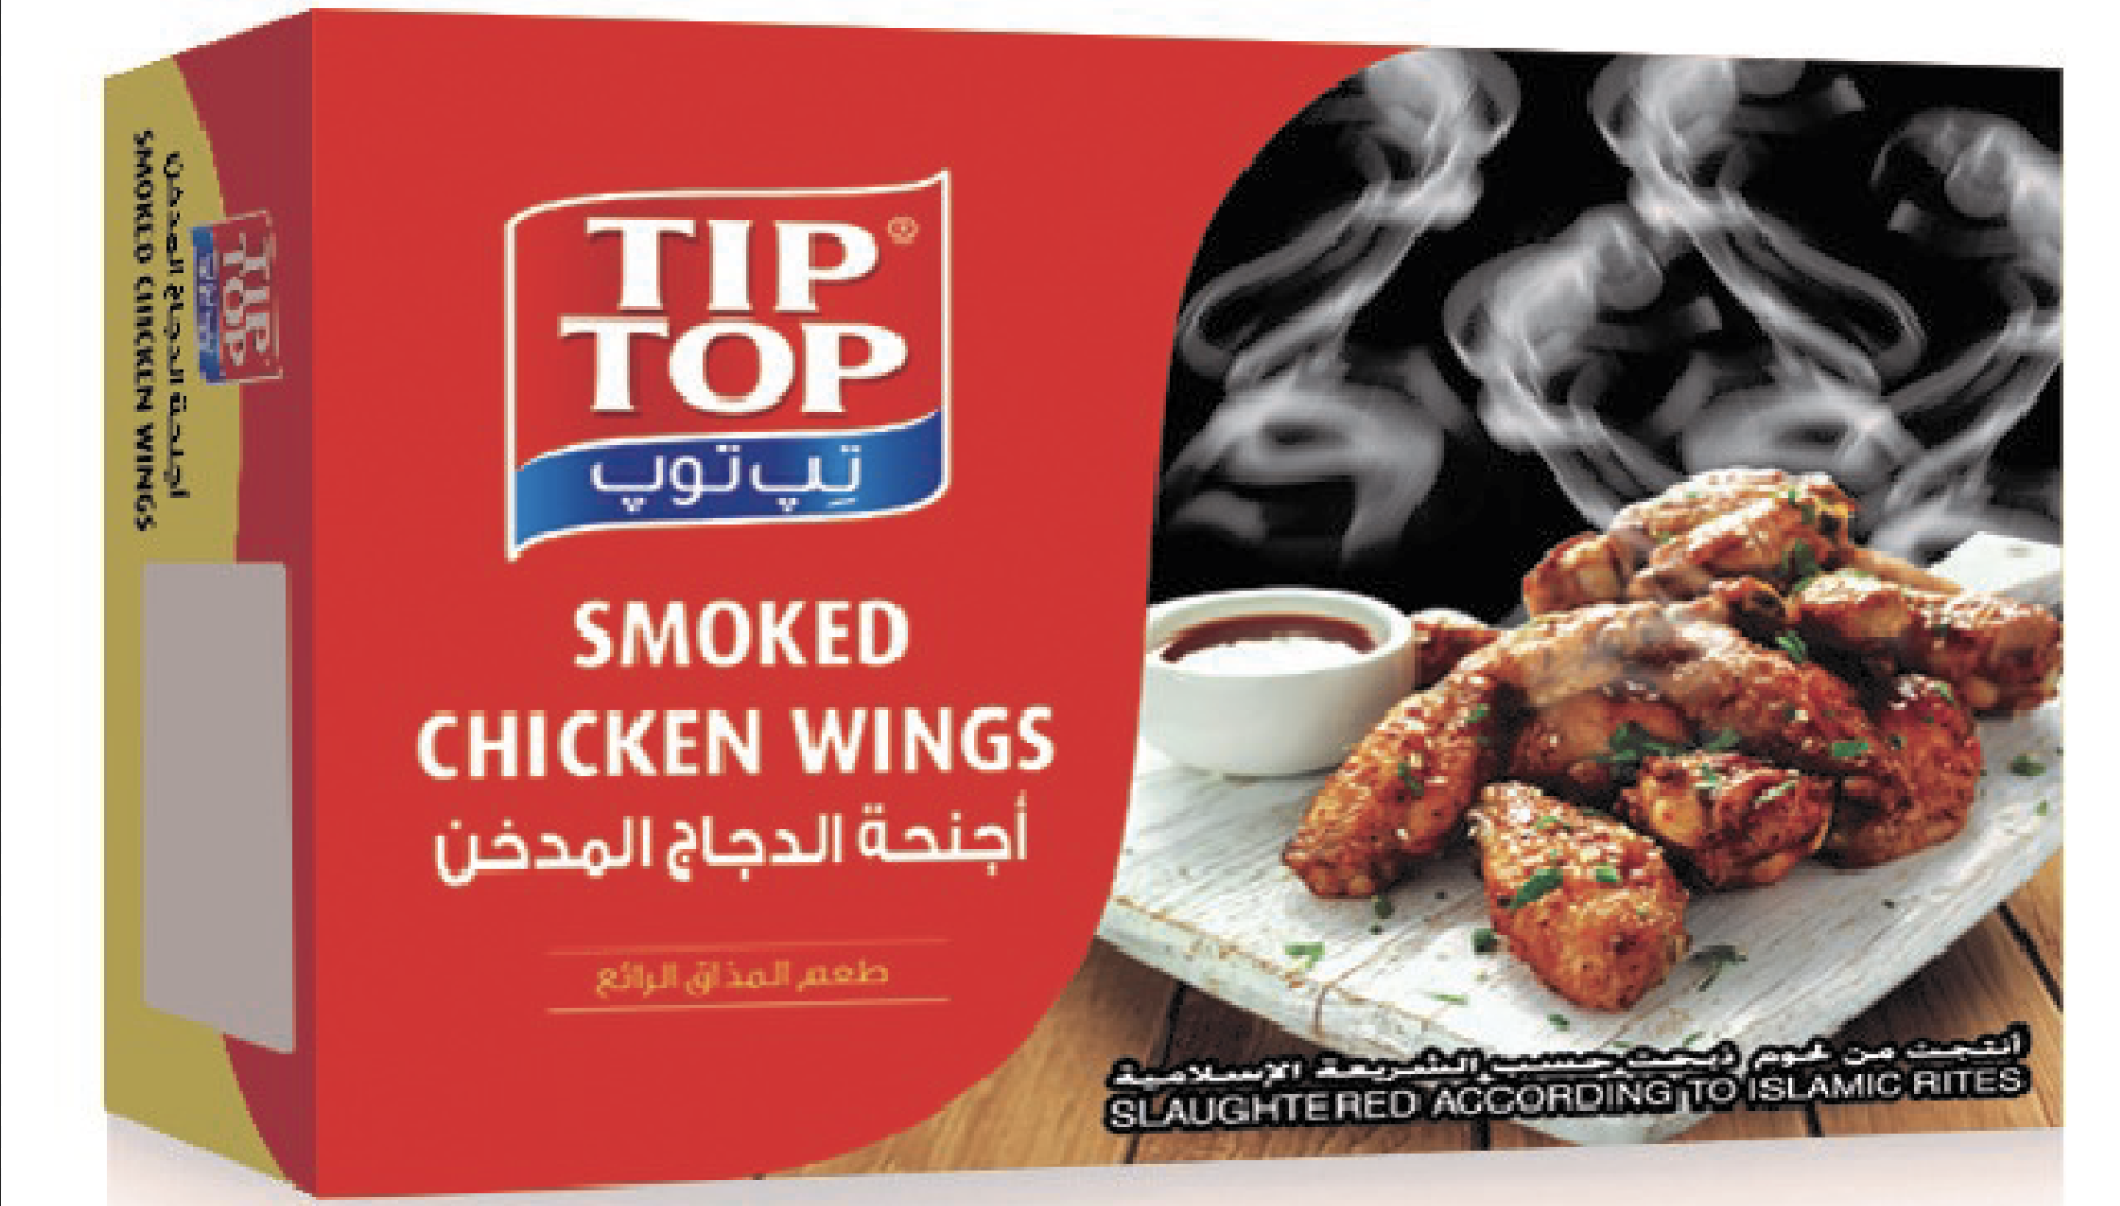 TIP®
TOP
تِپ توپ
SMOKED
CHICKEN WINGS
أجنحة الدجاج المدخن
طعم المذاق الرائع
أنتجت من لحوم ذبحت حسب الشريعة الإسلامية
SLAUGHTERED ACCORDING TO ISLAMIC RITES
أجنحة الدجاج المدخن
SMOKED CHICKEN WINGS
TIP
TOP
تِپ توپ